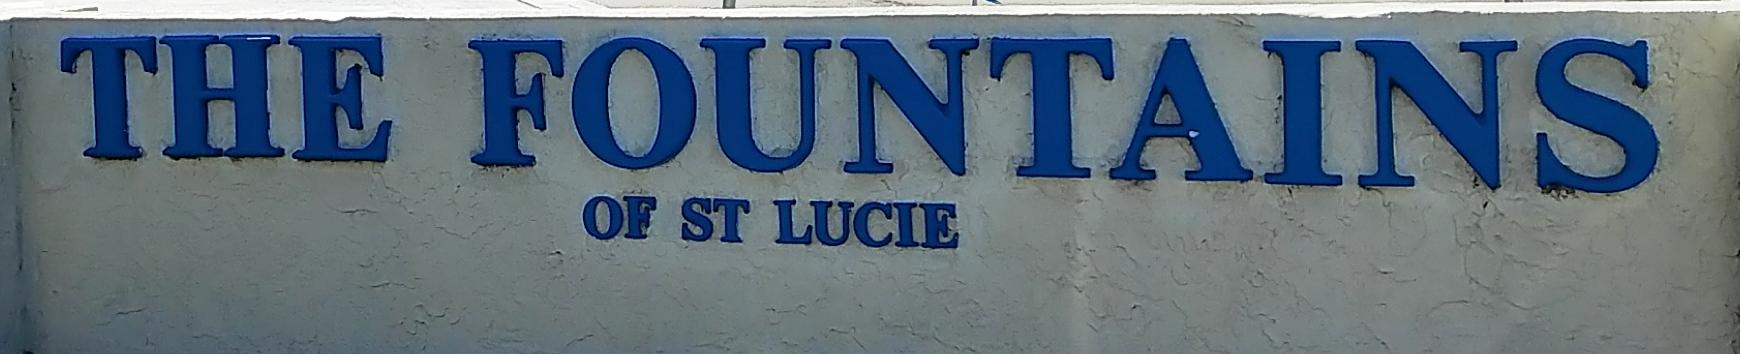 THE FOUNTAINS
OF ST LUCIE